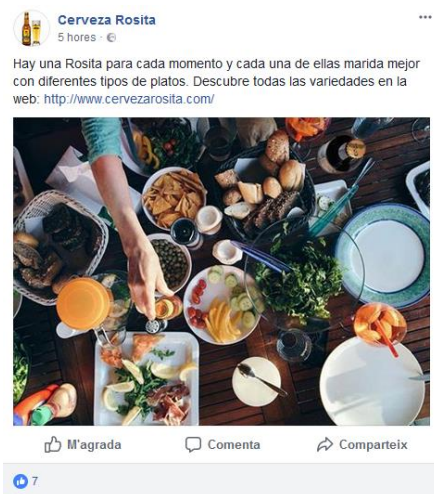 Cerveza Rosita
5 hores ·
Hay una Rosita para cada momento y cada una de ellas marida mejor
con diferentes tipos de platos. Descubre todas las variedades en la
web: http://www.cervezarosita.com/
M'agrada
Comenta
Comparteix
7